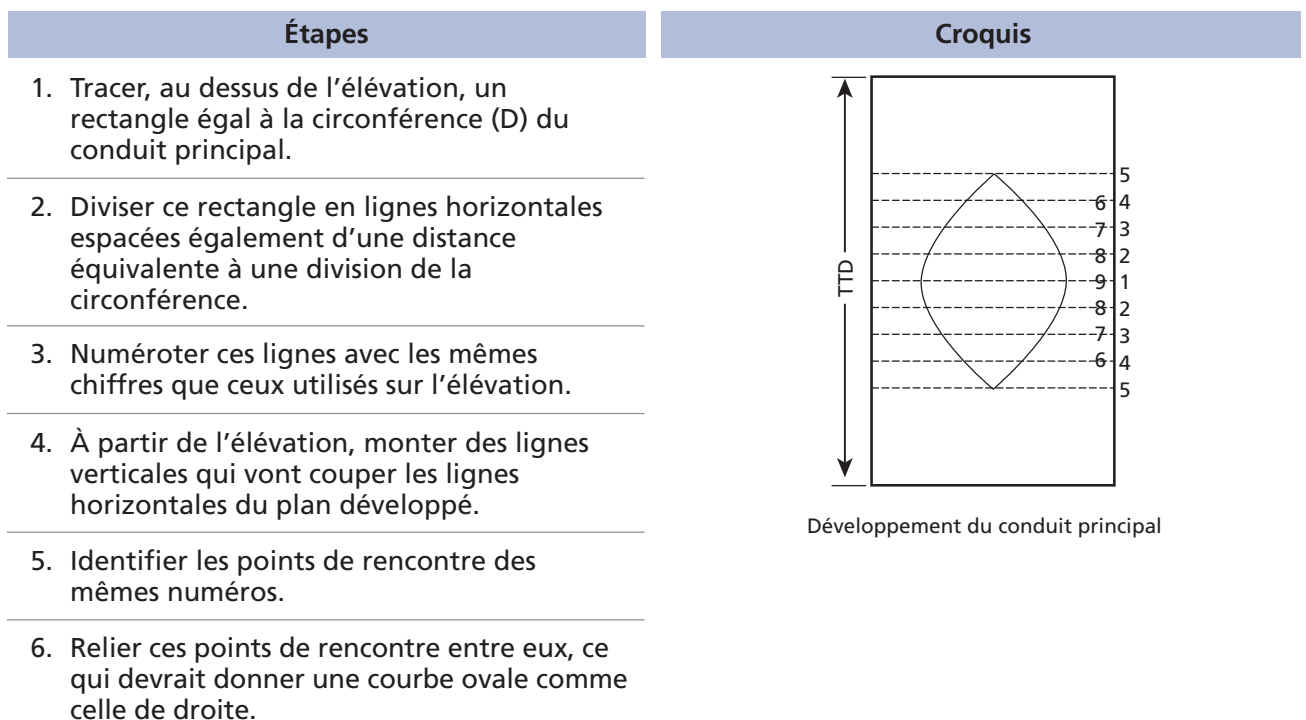 Étapes
1. Tracer, au dessus de l'élévation, un
rectangle égal à la circonférence (D) du
conduit principal.
2. Diviser ce rectangle en lignes horizontales
espacées également d'une distance
équivalente à une division de la
circonférence.
3. Numéroter ces lignes avec les mêmes
chiffres que ceux utilisés sur l'élévation.
4. À partir de l'élévation, monter des lignes
verticales qui vont couper les lignes
horizontales du plan développé.
5. Identifier les points de rencontre des
mêmes numéros.
6. Relier ces points de rencontre entre eux, ce
qui devrait donner une courbe ovale comme
celle de droite.
Croquis
TTD
5
6 4
7 3
8 2
9 1
8 2
7 3
6 4
5
Développement du conduit principal